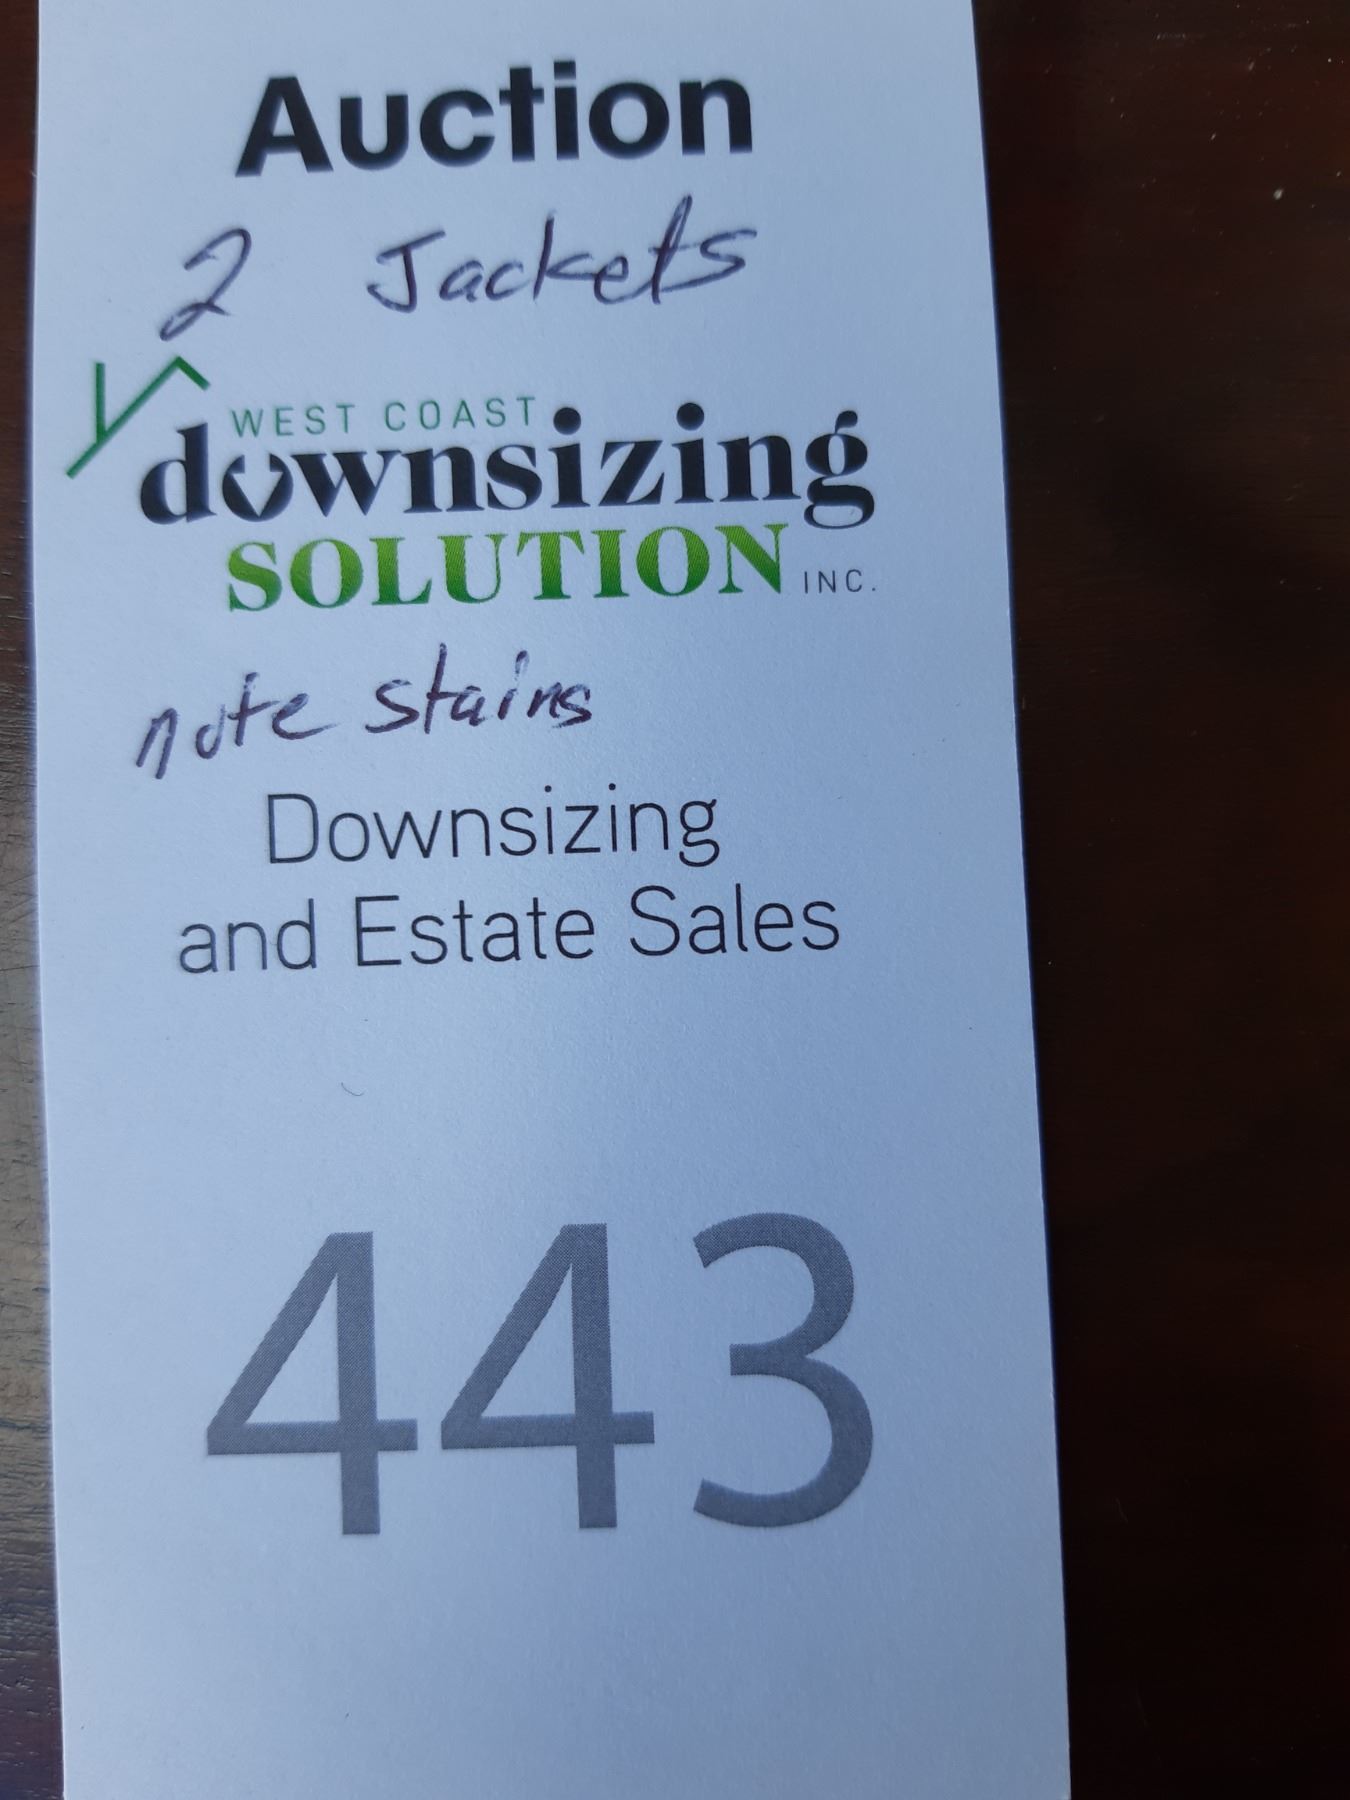 Auction
2 Jackets
WEST COAST
downsizing
SOLUTION INC.
note stains
Downsizing
and Estate Sales
443